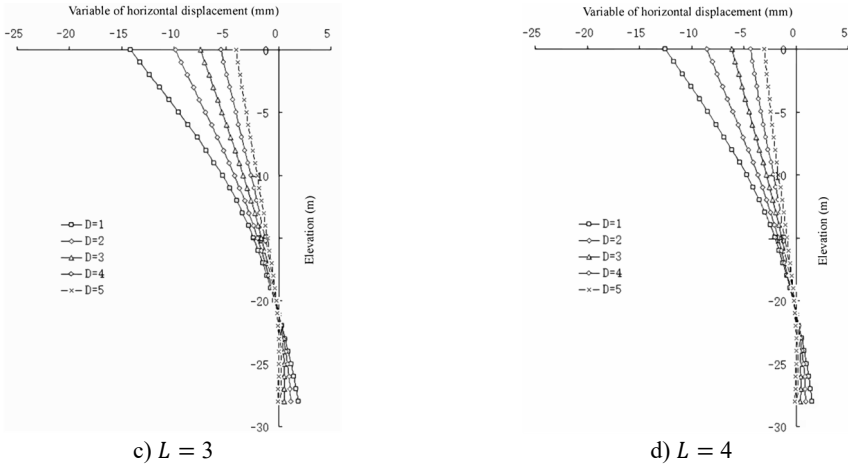 Variable of horizontal displacement (mm)
-25 -20 -15 -10 -5 0 5
0
-5
-10
-15
-20
-25
-30
Elevation (m)
D=1
D=2
D=3
D=4
D=5
c) L = 3
Variable of horizontal displacement (mm)
-25 -20 -15 -10 -5 0 5
0
-5
-10
-15
-20
-25
-30
Elevation (m)
D=1
D=2
D=3
D=4
D=5
d) L = 4